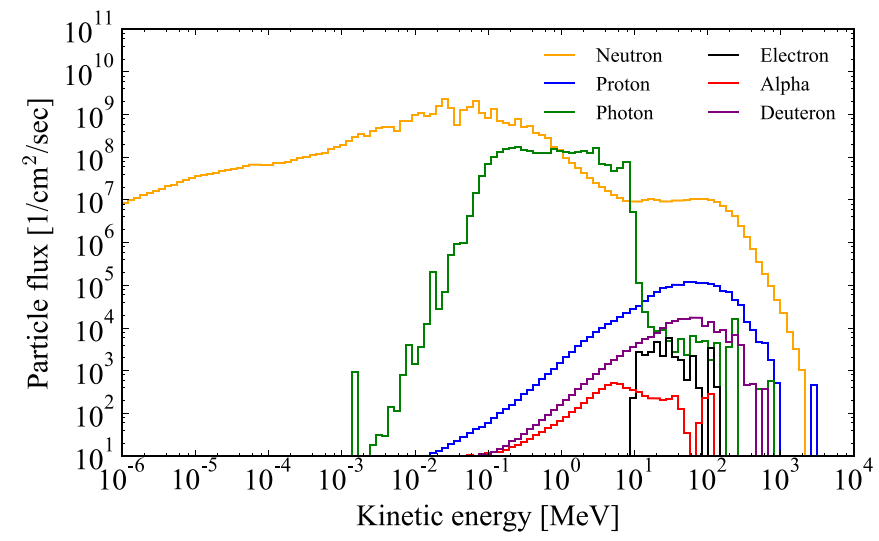 10^11
10^10
10^9
10^8
10^7
10^6
10^5
10^4
10^3
10^2
10^1
Particle flux [1/cm^2/sec]
Neutron
Proton
Photon
Electron
Alpha
Deuteron
10^-6 10^-5 10^-4 10^-3 10^-2 10^-1 10^0 10^1 10^2 10^3 10^4
Kinetic energy [MeV]